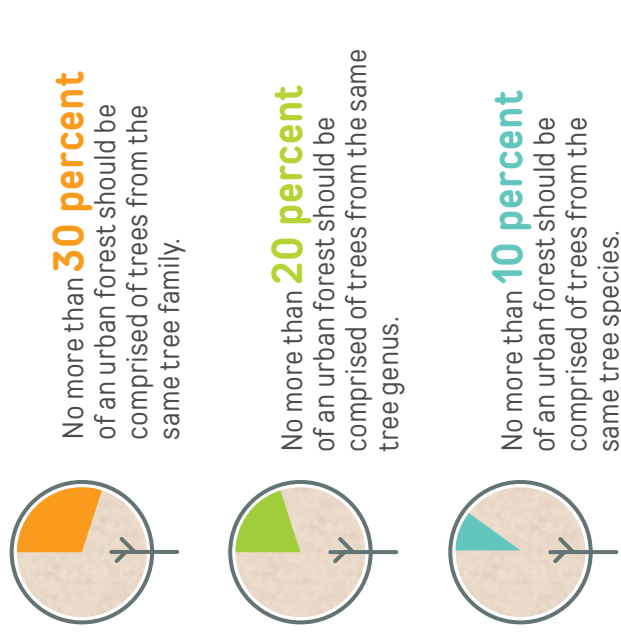 No more than 30 percent
of an urban forest should be
comprised of trees from the
same tree family.
No more than 20 percent
of an urban forest should be
comprised of trees from the same
tree genus.
No more than 10 percent
of an urban forest should be
comprised of trees from the
same tree species.